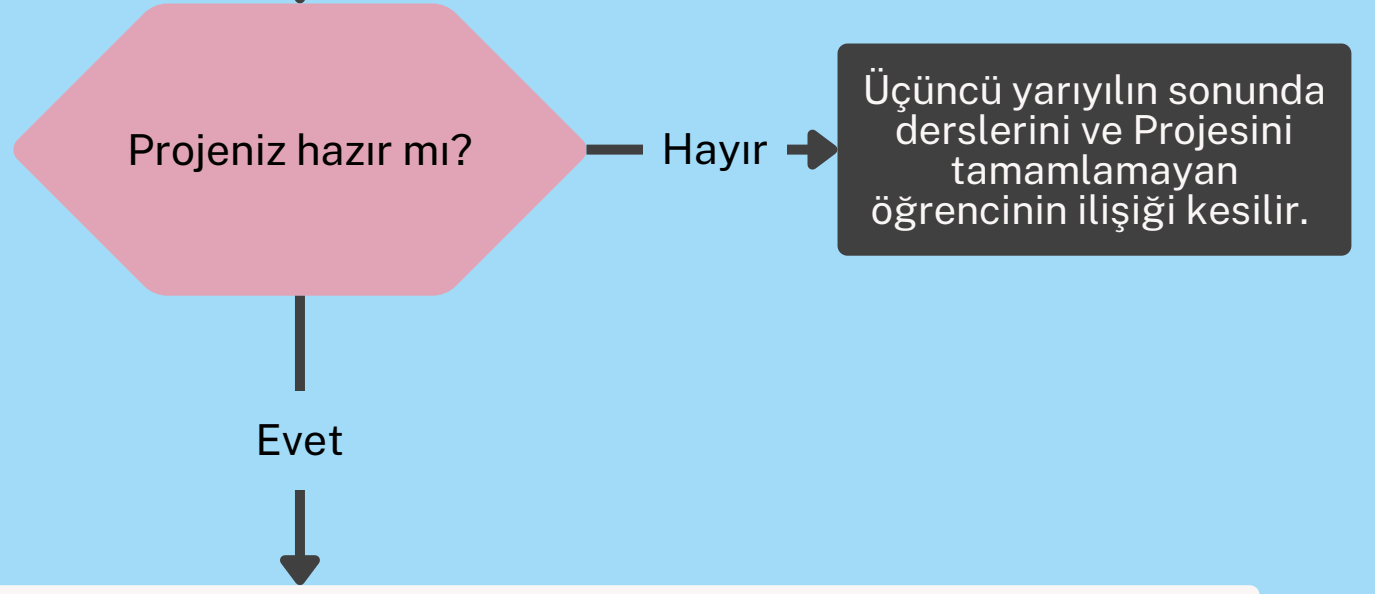 Projeniz hazır mı?
Hayır
Üçüncü yarıyılın sonunda
derslerini ve Projesini
tamamlamayan
öğrencinin ilişiği kesilir.
Evet